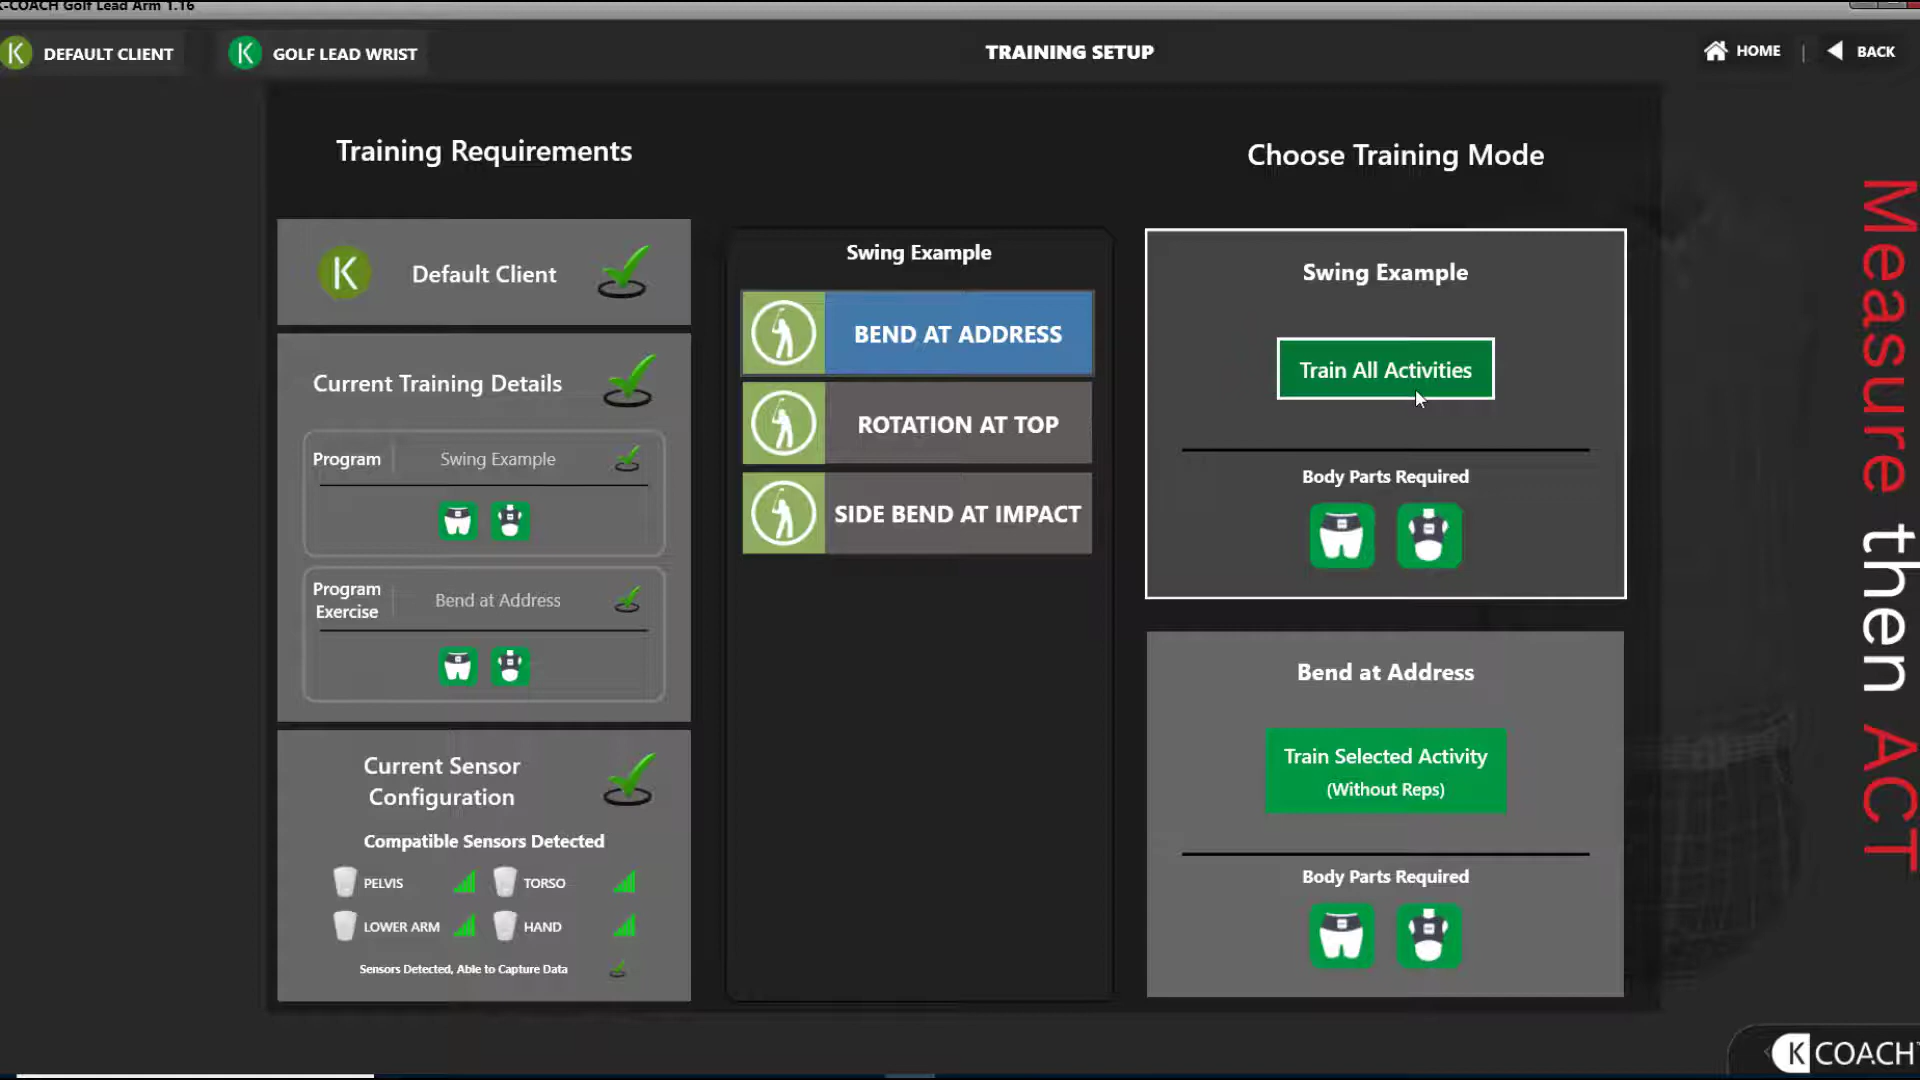 K-COACH Golf Lead Arm 1.16
K DEFAULT CLIENT
K GOLF LEAD WRIST
TRAINING SETUP
HOME | BACK
Training Requirements
K Default Client
Current Training Details
Program Swing Example
Program
Exercise
Bend at Address
Current Sensor
Configuration
Compatible Sensors Detected
PELVIS TORSO
LOWER ARM HAND
Sensors Detected, Able to Capture Data
Swing Example
BEND AT ADDRESS
ROTATION AT TOP
SIDE BEND AT IMPACT
Choose Training Mode
Swing Example
Train All Activities
Body Parts Required
Bend at Address
Train Selected Activity
(Without Reps)
Body Parts Required
Measure then ACT
K COACH